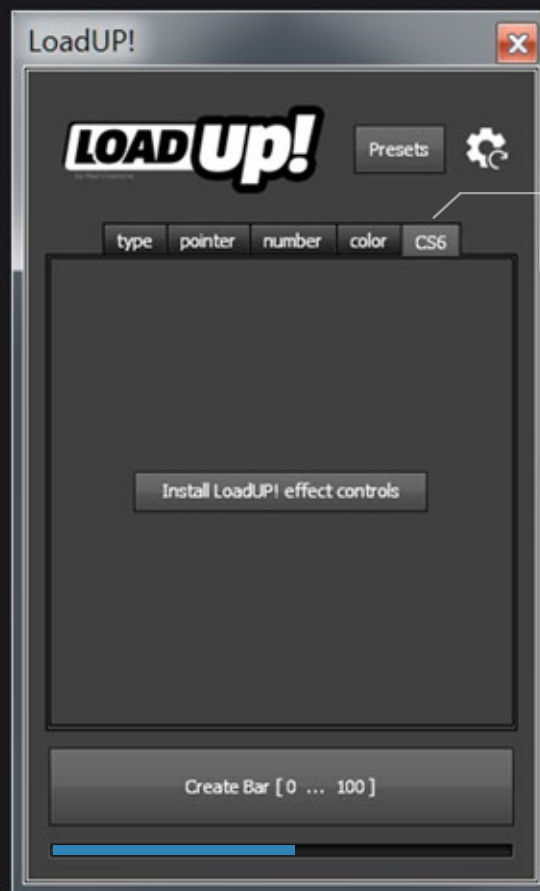 LoadUP!
LOAD UP!
Presets
type pointer number color CS6
Install LoadUP! effect controls
Create Bar [ 0 ... 100 ]